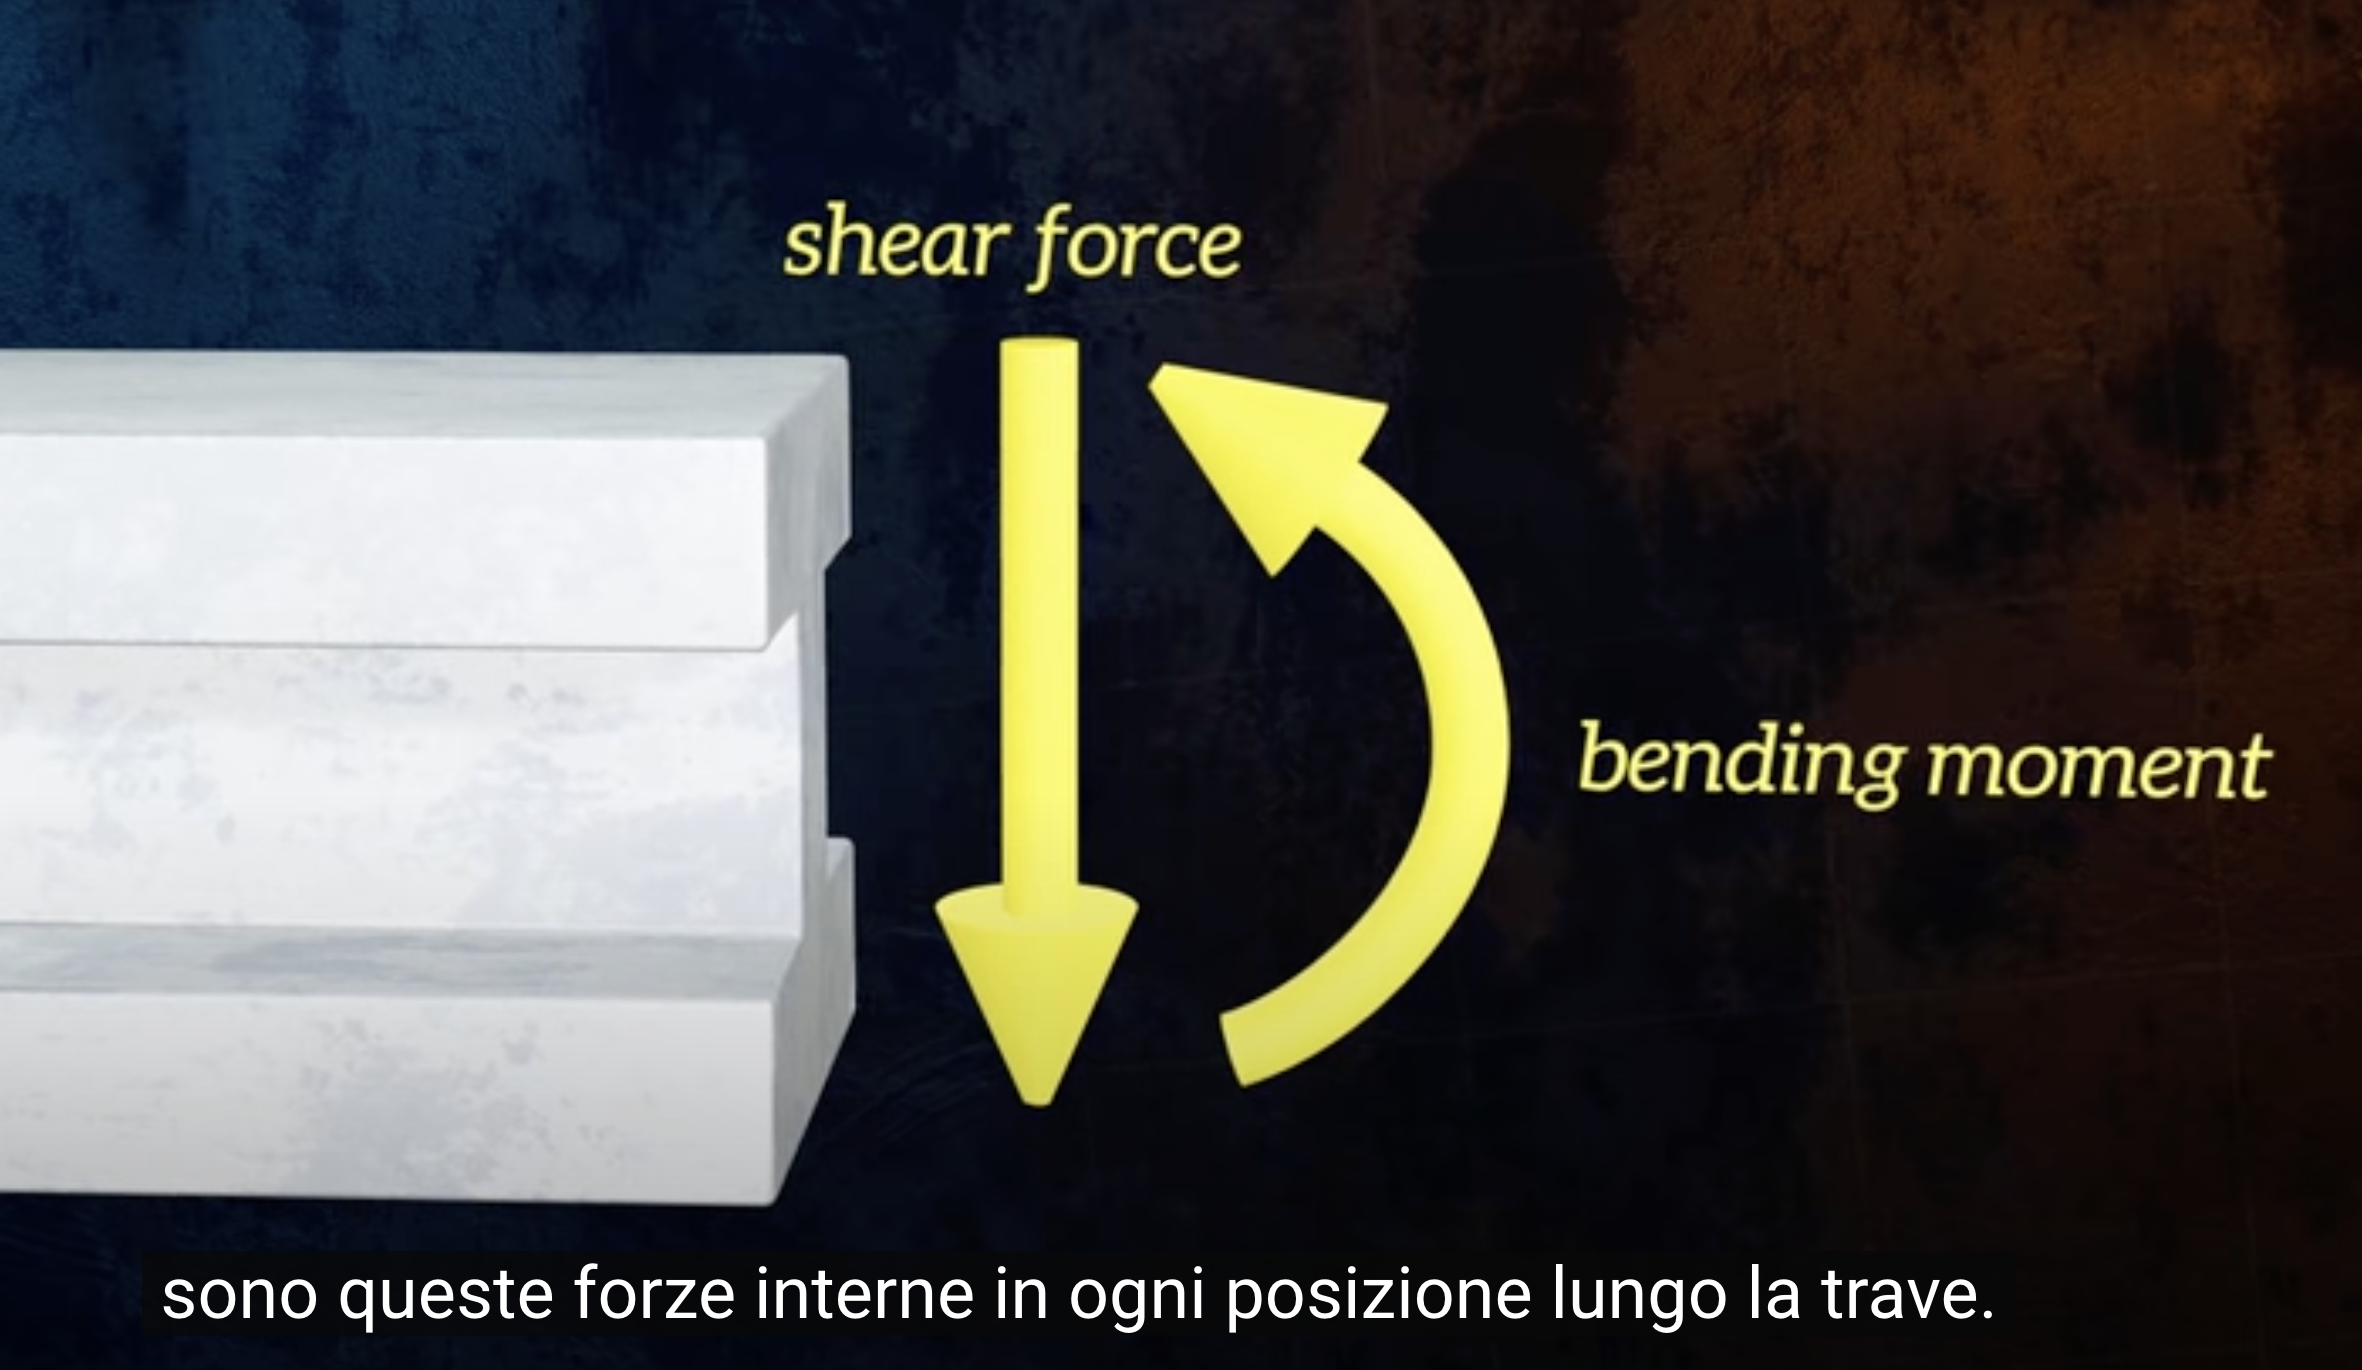 shear force
bending moment
sono queste forze interne in ogni posizione lungo la trave.